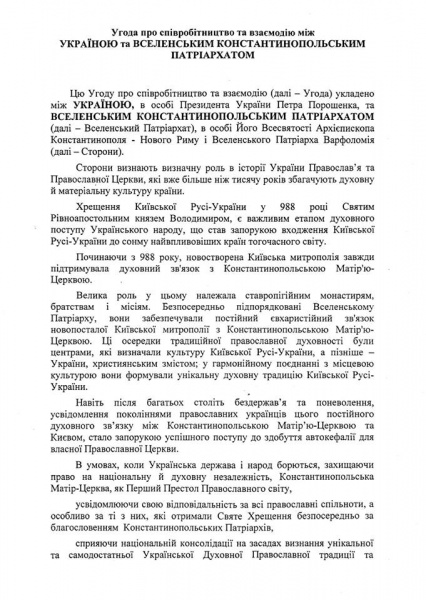 Угода про співробітництво та взаємодію між
УКРАЇНОЮ та ВСЕЛЕНСЬКИМ КОНСТАНТИНОПОЛЬСЬКИМ
ПАТРІАРХАТОМ
Цю Угоду про співробітництво та взаємодію (далі – Угода) укладено
між УКРАЇНОЮ, в особі Президента України Петра Порошенка, та
ВСЕЛЕНСЬКИМ КОНСТАНТИНОПОЛЬСЬКИМ ПАТРІАРХАТОМ
(далі – Вселенський Патріархат), в особі Його Всесвятості Архієпископа
Константинополя - Нового Риму і Вселенського Патріарха Варфоломія
(далі – Сторони).
Сторони визнають визначну роль в історії України Православ'я та
Православної Церкви, які вже більше ніж тисячу років збагачують духовну
й матеріальну культуру країни.
Хрещення Київської Русі-України у 988 році Святим
Рівноапостольним князем Володимиром, є важливим етапом духовного
поступу Українського народу, що став запорукою входження Київської
Русі-України до сонму найвпливовіших країн тогочасного світу.
Починаючи з 988 року, новостворена Київська митрополія завжди
підтримувала духовний зв'язок з Константинопольською Матір'ю-
Церквою.
Велика роль у цьому належала ставропігійним монастирям,
братствам і місіям. Безпосередньо підпорядковані Вселенському
Патріарху, вони забезпечували постійний євхаристійний зв'язок
новопосталої Київської митрополії з Константинопольською Матір'ю-
Церквою. Ці осередки традиційної православної духовності були
центрами, які визначали культуру Київської Русі-України, а пізніше –
України, християнським змістом; у гармонійному поєднанні з місцевою
культурою вони формували унікальну духовну традицію Київської Русі-
України.
Навіть після багатьох століть бездержав'я та поневолення,
усвідомлення поколіннями православних українців цього постійного
духовного зв'язку між Константинопольською Матір'ю-Церквою та
Києвом, стало запорукою успішного поступу до здобуття автокефалії для
власної Православної Церкви.
В умовах, коли Українська держава і народ борються, захищаючи
право на національну й духовну незалежність, Константинопольська
Матір-Церква, як Перший Престол Православного світу,
усвідомлюючи свою відповідальність за всі православні спільноти, а
особливо за ті з них, які отримали Святе Хрещення безпосередньо за
благословенням Константинопольських Патріархів,
сприяючи національній консолідації на засадах визнання унікальної
та самодостатньої Української Духовної Православної традиції та